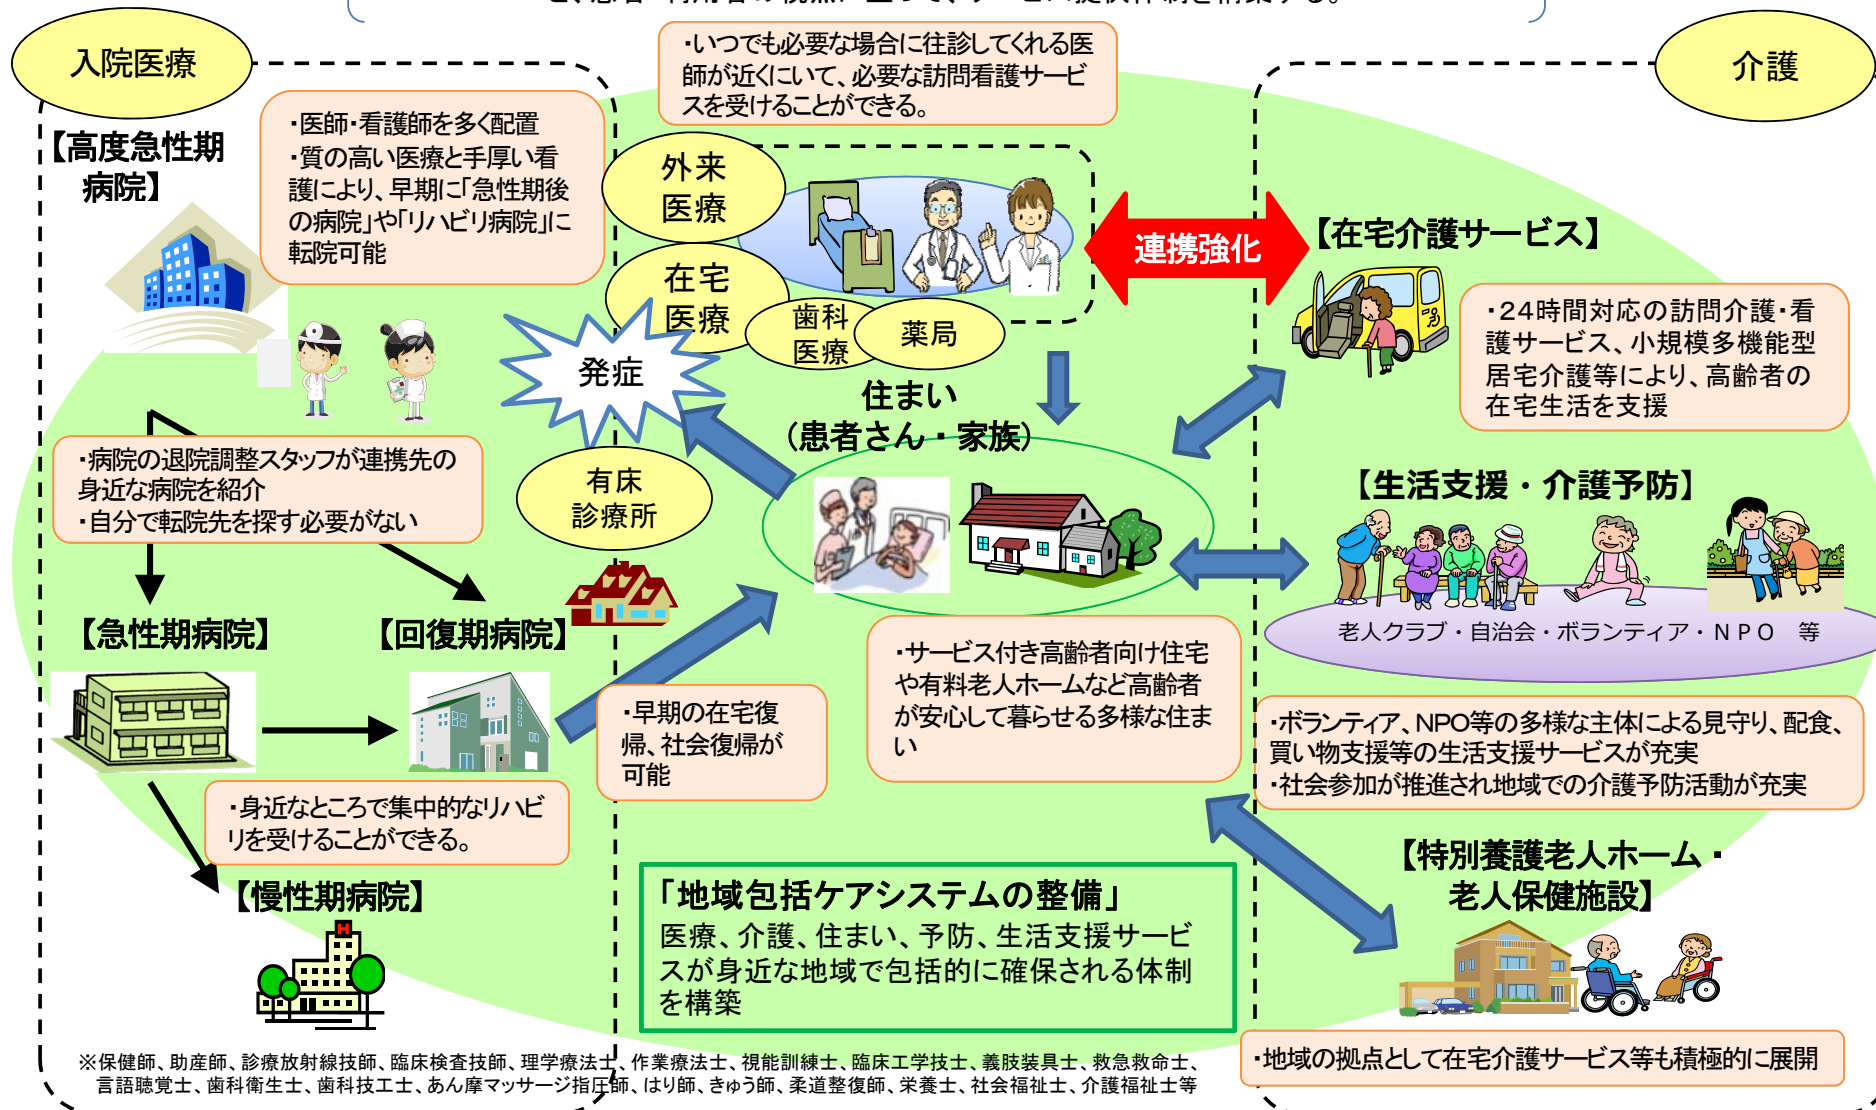 入院医療
介護
・いつでも必要な場合に往診してくれる医
師が近くにいて、必要な訪問看護サービ
スを受けることができる。
【高度急性期
病院】
・医師・看護師を多く配置
・質の高い医療と手厚い看
護により、早期に「急性期後
の病院」や「リハビリ病院」に
転院可能
外来
医療
在宅
医療
歯科
医療
薬局
連携強化
【在宅介護サービス】
・２４時間対応の訪問介護・看
護サービス、小規模多機能型
居宅介護等により、高齢者の
在宅生活を支援
発症
住まい
（患者さん・家族）
・病院の退院調整スタッフが連携先の
身近な病院を紹介
・自分で転院先を探す必要がない
有床
診療所
【生活支援・介護予防】
老人クラブ・自治会・ボランティア・ＮＰＯ　等
【急性期病院】
【回復期病院】
・早期の在宅復
帰、社会復帰が
可能
・サービス付き高齢者向け住宅
や有料老人ホームなど高齢者
が安心して暮らせる多様な住ま
い
・ボランティア、NPO等の多様な主体による見守り、配食、
買い物支援等の生活支援サービスが充実
・社会参加が推進され地域での介護予防活動が充実
・身近なところで集中的なリハビ
リを受けることができる。
【慢性期病院】
H
「地域包括ケアシステムの整備」
医療、介護、住まい、予防、生活支援サービ
スが身近な地域で包括的に確保される体制
を構築
【特別養護老人ホーム・
老人保健施設】
・地域の拠点として在宅介護サービス等も積極的に展開
※保健師、助産師、診療放射線技師、臨床検査技師、理学療法士、作業療法士、視能訓練士、臨床工学技士、義肢装具士、救急救命士、
言語聴覚士、歯科衛生士、歯科技工士、あん摩マッサージ指圧師、はり師、きゅう師、柔道整復師、栄養士、社会福祉士、介護福祉士等